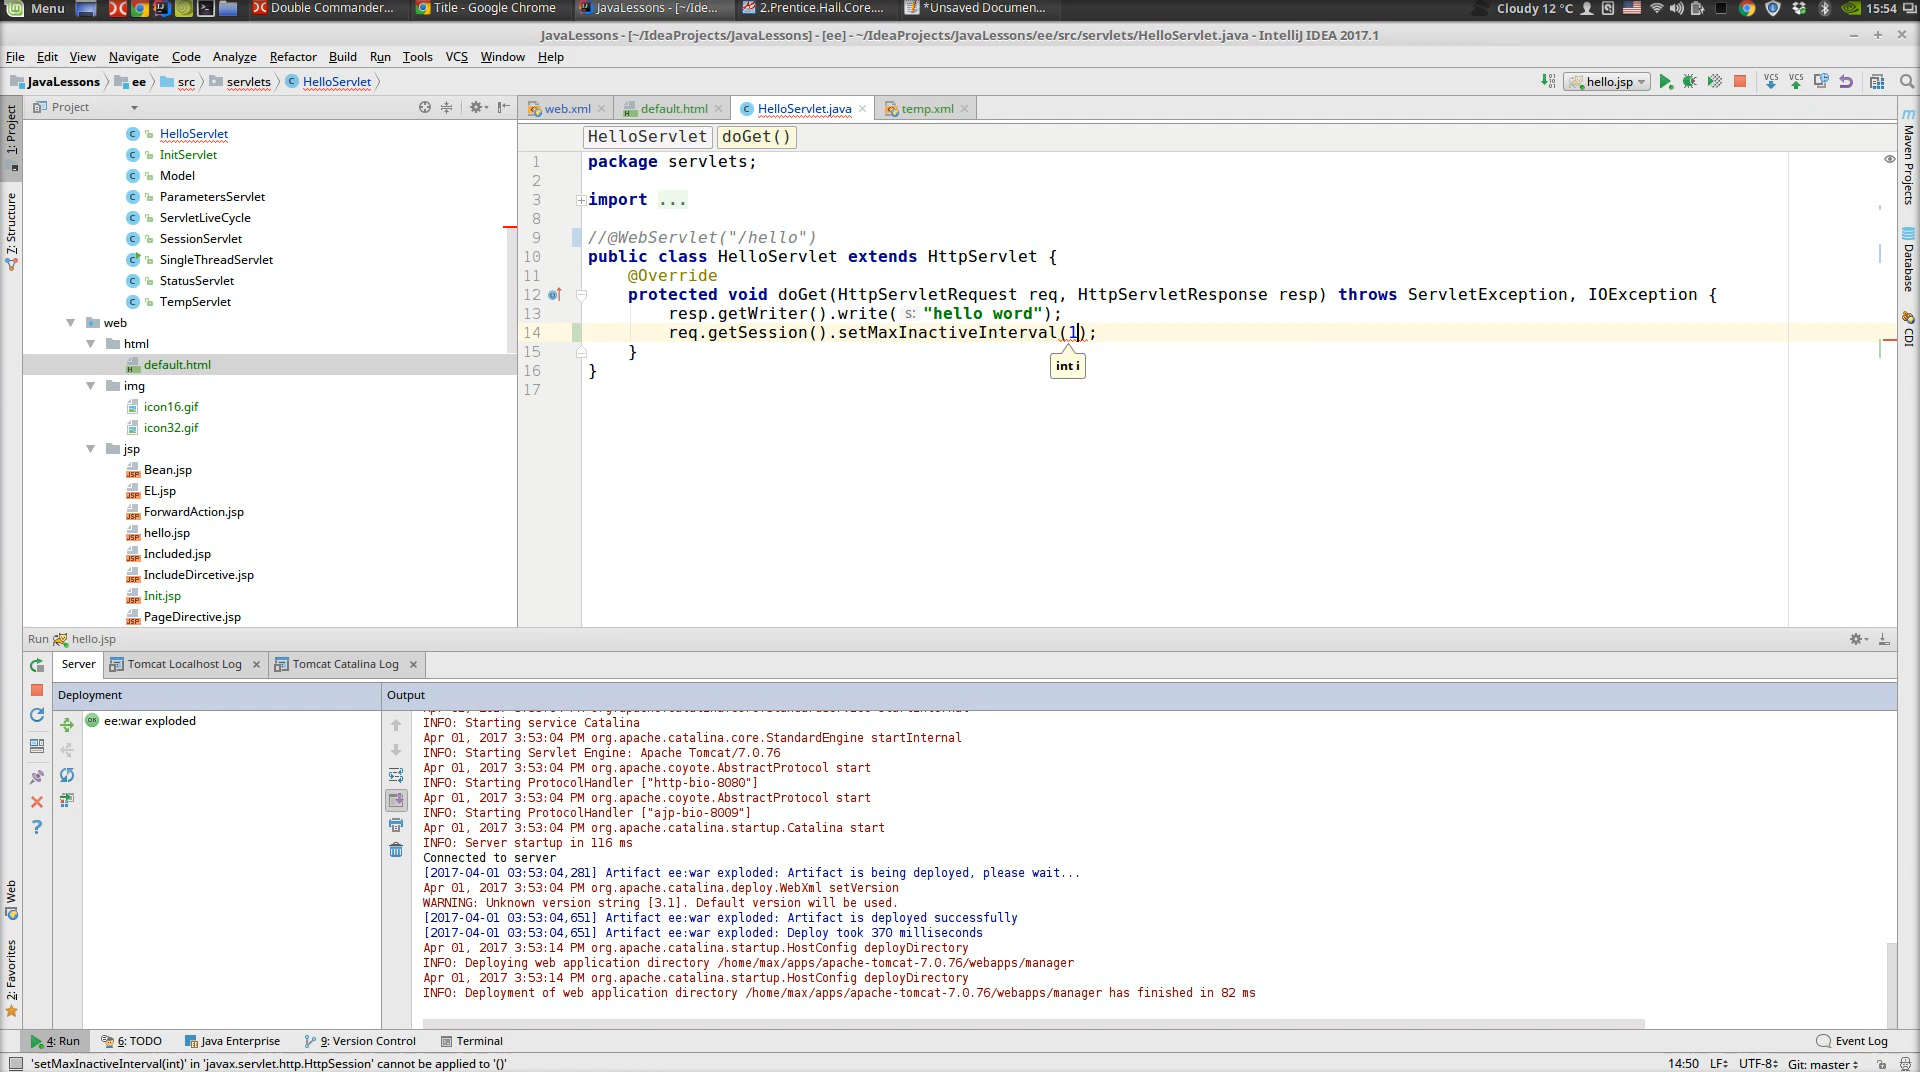 Menu
Double Commander...
Title - Google Chrome
JavaLessons - [~/Ide...
2.Prentice.Hall.Core....
*Unsaved Documen...
Cloudy 12 °C
15:54
JavaLessons - [~/IdeaProjects/JavaLessons] - [ee] - ~/IdeaProjects/JavaLessons/ee/src/servlets/HelloServlet.java - IntelliJ IDEA 2017.1
File Edit View Navigate Code Analyze Refactor Build Run Tools VCS Window Help
JavaLessons ee src servlets HelloServlet
hello.jsp
VCS VCS
Project
web.xml default.html HelloServlet.java temp.xml
HelloServlet doGet()
1: Project
Z: Structure
Web
2: Favorites
HelloServlet
InitServlet
Model
ParametersServlet
ServletLiveCycle
SessionServlet
SingleThreadServlet
StatusServlet
TempServlet
web
html
default.html
img
icon16.gif
icon32.gif
jsp
Bean.jsp
EL.jsp
ForwardAction.jsp
hello.jsp
Included.jsp
IncludeDircetive.jsp
Init.jsp
PageDirective.jsp
1 package servlets;
2
3 import ...
8
9 //@WebServlet("/hello")
10 public class HelloServlet extends HttpServlet {
11 @Override
12 protected void doGet(HttpServletRequest req, HttpServletResponse resp) throws ServletException, IOException {
13 resp.getWriter().write( s: "hello word");
14 req.getSession().setMaxInactiveInterval(1);
15 }
16 }
17
int i
Maven Projects
Database
CDI
Run hello.jsp
Server Tomcat Localhost Log Tomcat Catalina Log
Deployment
Output
ee:war exploded
INFO: Starting service Catalina
Apr 01, 2017 3:53:04 PM org.apache.catalina.core.StandardEngine startInternal
INFO: Starting Servlet Engine: Apache Tomcat/7.0.76
Apr 01, 2017 3:53:04 PM org.apache.coyote.AbstractProtocol start
INFO: Starting ProtocolHandler ["http-bio-8080"]
Apr 01, 2017 3:53:04 PM org.apache.coyote.AbstractProtocol start
INFO: Starting ProtocolHandler ["ajp-bio-8009"]
Apr 01, 2017 3:53:04 PM org.apache.catalina.startup.Catalina start
INFO: Server startup in 116 ms
Connected to server
[2017-04-01 03:53:04,281] Artifact ee:war exploded: Artifact is being deployed, please wait...
Apr 01, 2017 3:53:04 PM org.apache.catalina.deploy.WebXml setVersion
WARNING: Unknown version string [3.1]. Default version will be used.
[2017-04-01 03:53:04,651] Artifact ee:war exploded: Artifact is deployed successfully
[2017-04-01 03:53:04,651] Artifact ee:war exploded: Deploy took 370 milliseconds
Apr 01, 2017 3:53:14 PM org.apache.catalina.startup.HostConfig deployDirectory
INFO: Deploying web application directory /home/max/apps/apache-tomcat-7.0.76/webapps/manager
Apr 01, 2017 3:53:14 PM org.apache.catalina.startup.HostConfig deployDirectory
INFO: Deployment of web application directory /home/max/apps/apache-tomcat-7.0.76/webapps/manager has finished in 82 ms
4: Run 6: TODO Java Enterprise 9: Version Control Terminal
Event Log
'setMaxInactiveInterval(int)' in 'javax.servlet.http.HttpSession' cannot be applied to '()'
14:50 LF UTF-8 Git: master